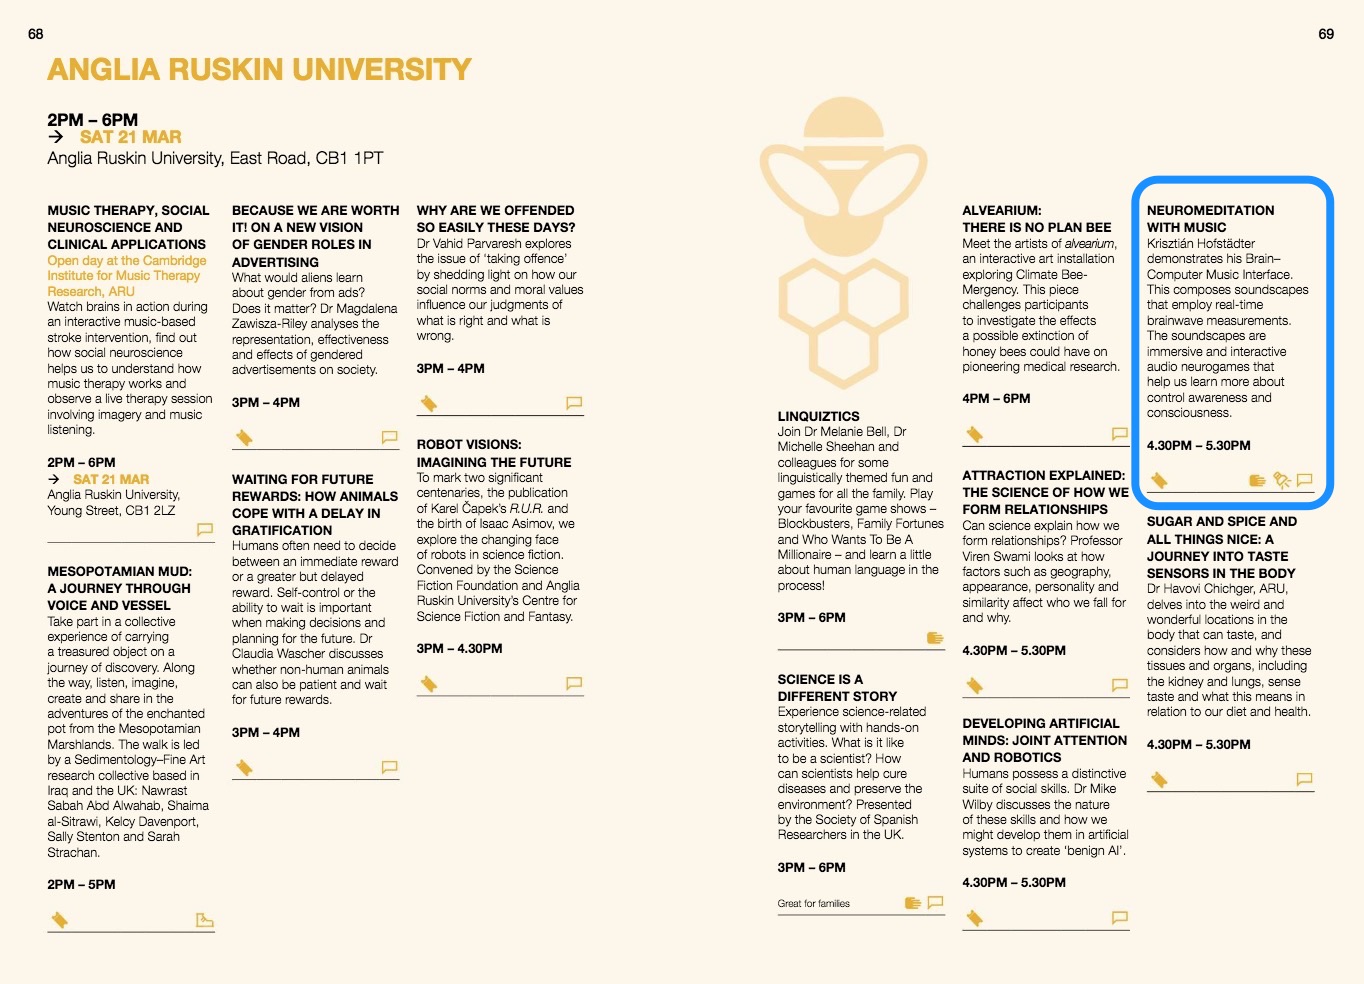 68
69
ANGLIA RUSKIN UNIVERSITY
2PM – 6PM
→ SAT 21 MAR
Anglia Ruskin University, East Road, CB1 1PT
MUSIC THERAPY, SOCIAL
NEUROSCIENCE AND
CLINICAL APPLICATIONS
Open day at the Cambridge
Institute for Music Therapy
Research, ARU
Watch brains in action during
an interactive music-based
stroke intervention, find out
how social neuroscience
helps us to understand how
music therapy works and
observe a live therapy session
involving imagery and music
listening.
2PM – 6PM
→ SAT 21 MAR
Anglia Ruskin University,
Young Street, CB1 2LZ
MESOPOTAMIAN MUD:
A JOURNEY THROUGH
VOICE AND VESSEL
Take part in a collective
experience of carrying
a treasured object on a
journey of discovery. Along
the way, listen, imagine,
create and share in the
adventures of the enchanted
pot from the Mesopotamian
Marshlands. The walk is led
by a Sedimentology–Fine Art
research collective based in
Iraq and the UK: Nawrast
Sabah Abd Alwahab, Shaima
al-Sitrawi, Kelcy Davenport,
Sally Stenton and Sarah
Strachan.
2PM – 5PM
BECAUSE WE ARE WORTH
IT! ON A NEW VISION
OF GENDER ROLES IN
ADVERTISING
What would aliens learn
about gender from ads?
Does it matter? Dr Magdalena
Zawisza-Riley analyses the
representation, effectiveness
and effects of gendered
advertisements on society.
3PM – 4PM
WAITING FOR FUTURE
REWARDS: HOW ANIMALS
COPE WITH A DELAY IN
GRATIFICATION
Humans often need to decide
between an immediate reward
or a greater but delayed
reward. Self-control or the
ability to wait is important
when making decisions and
planning for the future. Dr
Claudia Wascher discusses
whether non-human animals
can also be patient and wait
for future rewards.
3PM – 4PM
WHY ARE WE OFFENDED
SO EASILY THESE DAYS?
Dr Vahid Parvaresh explores
the issue of 'taking offence'
by shedding light on how our
social norms and moral values
influence our judgments of
what is right and what is
wrong.
3PM – 4PM
ROBOT VISIONS:
IMAGINING THE FUTURE
To mark two significant
centenaries, the publication
of Karel Čapek's R.U.R. and
the birth of Isaac Asimov, we
explore the changing face
of robots in science fiction.
Convened by the Science
Fiction Foundation and Anglia
Ruskin University's Centre for
Science Fiction and Fantasy.
3PM – 4.30PM
LINQUIZTICS
Join Dr Melanie Bell, Dr
Michelle Sheehan and
colleagues for some
linguistically themed fun and
games for all the family. Play
your favourite game shows –
Blockbusters, Family Fortunes
and Who Wants To Be A
Millionaire – and learn a little
about human language in the
process!
3PM – 6PM
SCIENCE IS A
DIFFERENT STORY
Experience science-related
storytelling with hands-on
activities. What is it like
to be a scientist? How
can scientists help cure
diseases and preserve the
environment? Presented
by the Society of Spanish
Researchers in the UK.
3PM – 6PM
Great for families
ALVEARIUM:
THERE IS NO PLAN BEE
Meet the artists of alvearium,
an interactive art installation
exploring Climate Bee-
Mergency. This piece
challenges participants
to investigate the effects
a possible extinction of
honey bees could have on
pioneering medical research.
4PM – 6PM
ATTRACTION EXPLAINED:
THE SCIENCE OF HOW WE
FORM RELATIONSHIPS
Can science explain how we
form relationships? Professor
Viren Swami looks at how
factors such as geography,
appearance, personality and
similarity affect who we fall for
and why.
4.30PM – 5.30PM
DEVELOPING ARTIFICIAL
MINDS: JOINT ATTENTION
AND ROBOTICS
Humans possess a distinctive
suite of social skills. Dr Mike
Wilby discusses the nature
of these skills and how we
might develop them in artificial
systems to create 'benign AI'.
4.30PM – 5.30PM
NEUROMEDITATION
WITH MUSIC
Krisztián Hofstädter
demonstrates his Brain–
Computer Music Interface.
This composes soundscapes
that employ real-time
brainwave measurements.
The soundscapes are
immersive and interactive
audio neurogames that
help us learn more about
control awareness and
consciousness.
4.30PM – 5.30PM
SUGAR AND SPICE AND
ALL THINGS NICE: A
JOURNEY INTO TASTE
SENSORS IN THE BODY
Dr Havovi Chichger, ARU,
delves into the weird and
wonderful locations in the
body that can taste, and
considers how and why these
tissues and organs, including
the kidney and lungs, sense
taste and what this means in
relation to our diet and health.
4.30PM – 5.30PM